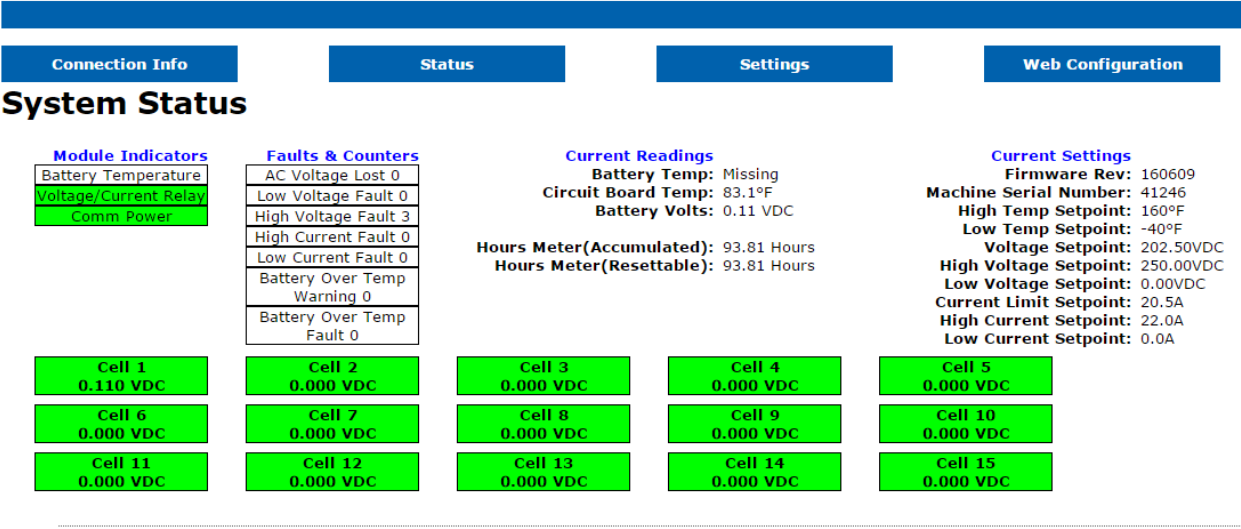 Connection Info
Status
Settings
Web Configuration
System Status
Module Indicators
Battery Temperature
Voltage/Current Relay
Comm Power
Faults & Counters
AC Voltage Lost 0
Low Voltage Fault 0
High Voltage Fault 3
High Current Fault 0
Low Current Fault 0
Battery Over Temp
Warning 0
Battery Over Temp
Fault 0
Current Readings
Battery Temp: Missing
Circuit Board Temp: 83.1ºF
Battery Volts: 0.11 VDC
Hours Meter(Accumulated): 93.81 Hours
Hours Meter(Resettable): 93.81 Hours
Current Settings
Firmware Rev: 160609
Machine Serial Number: 41246
High Temp Setpoint: 160ºF
Low Temp Setpoint: -40ºF
Voltage Setpoint: 202.50VDC
High Voltage Setpoint: 250.00VDC
Low Voltage Setpoint: 0.00VDC
Current Limit Setpoint: 20.5A
High Current Setpoint: 22.0A
Low Current Setpoint: 0.0A
Cell 1
0.110 VDC
Cell 2
0.000 VDC
Cell 3
0.000 VDC
Cell 4
0.000 VDC
Cell 5
0.000 VDC
Cell 6
0.000 VDC
Cell 7
0.000 VDC
Cell 8
0.000 VDC
Cell 9
0.000 VDC
Cell 10
0.000 VDC
Cell 11
0.000 VDC
Cell 12
0.000 VDC
Cell 13
0.000 VDC
Cell 14
0.000 VDC
Cell 15
0.000 VDC